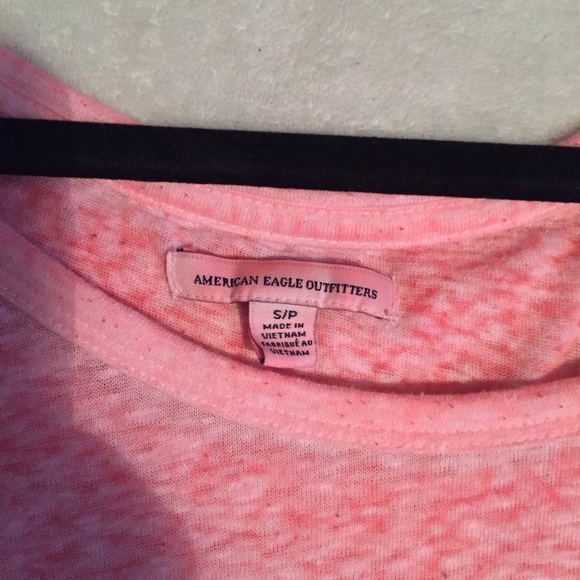 AMERICAN EAGLE OUTFITTERS
S/P
MADE IN
VIETNAM
FABRIQUÉ AU
VIETNAM